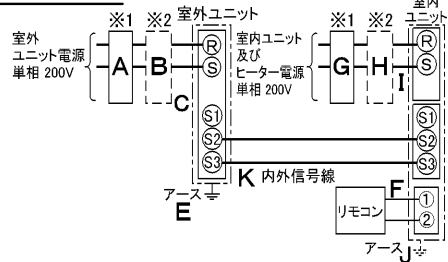 ※1 ※2 室外ユニット
室外
ユニット電源
単相 200V
A
B
C
R
S
S1
S2
S3
アース
E
※1 ※2 室内
ユニット
室内ユニット
及び
ヒーター電源
単相 200V
G
H
I
R
S
S1
S2
S3
K 内外信号線
F
リモコン
①
②
アース
J